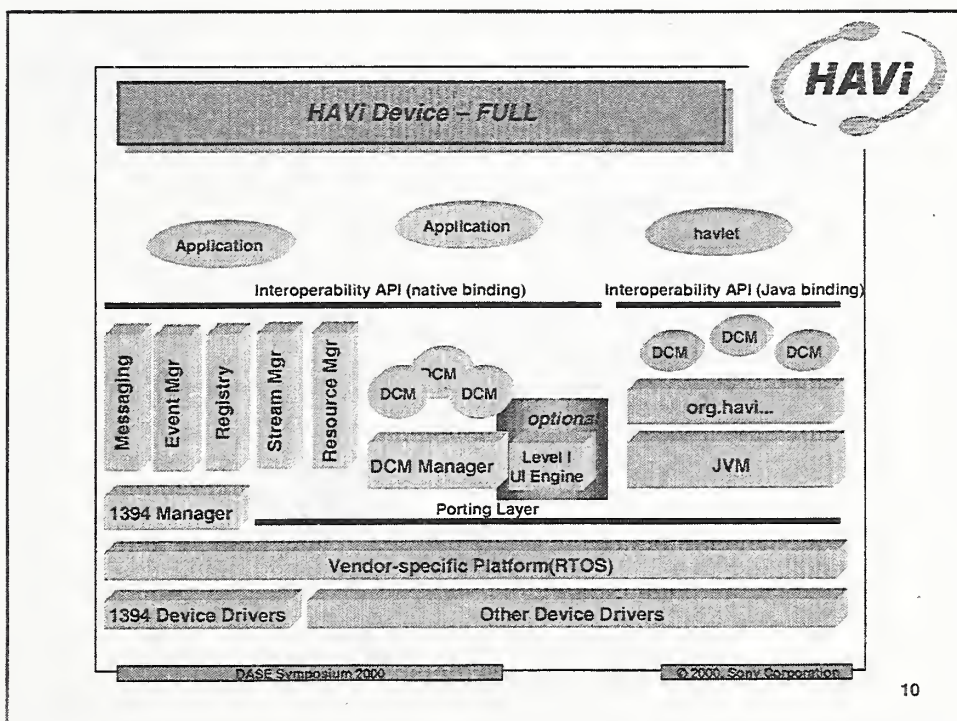 HAVi
HAVi Device – FULL
Application
Application
havlet
Interoperability API (native binding)
Interoperability API (Java binding)
Messaging
Event Mgr
Registry
Stream Mgr
Resource Mgr
DCM
DCM
DCM
DCM
DCM
DCM
org.havi...
optional
DCM Manager
Level I
UI Engine
JVM
1394 Manager
Porting Layer
Vendor-specific Platform(RTOS)
1394 Device Drivers
Other Device Drivers
DASE Symposium 2000
© 2000, Sony Corporation
10